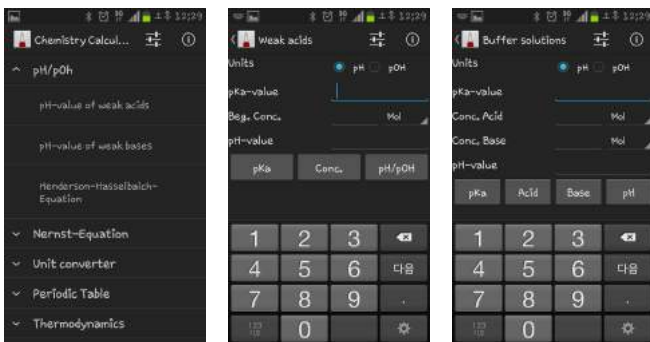 12:29
Chemistry Calcul...
pH/pOh
pH-value of weak acids
pH-value of weak bases
Henderson-Hasselbalch-
Equation
Nernst-Equation
Unit converter
Periodic Table
Thermodynamics
12:29
Weak acids
Units pH pOH
pKa-value
Beg. Conc. Mol
pH-value
pKa Conc. pH/pOH
1 2 3
4 5 6 다음
7 8 9 .
0
12:29
Buffer solutions
Units pH pOH
pKa-value
Conc. Acid Mol
Conc. Base Mol
pH-value
pKa Acid Base pH
1 2 3
4 5 6 다음
7 8 9 .
0